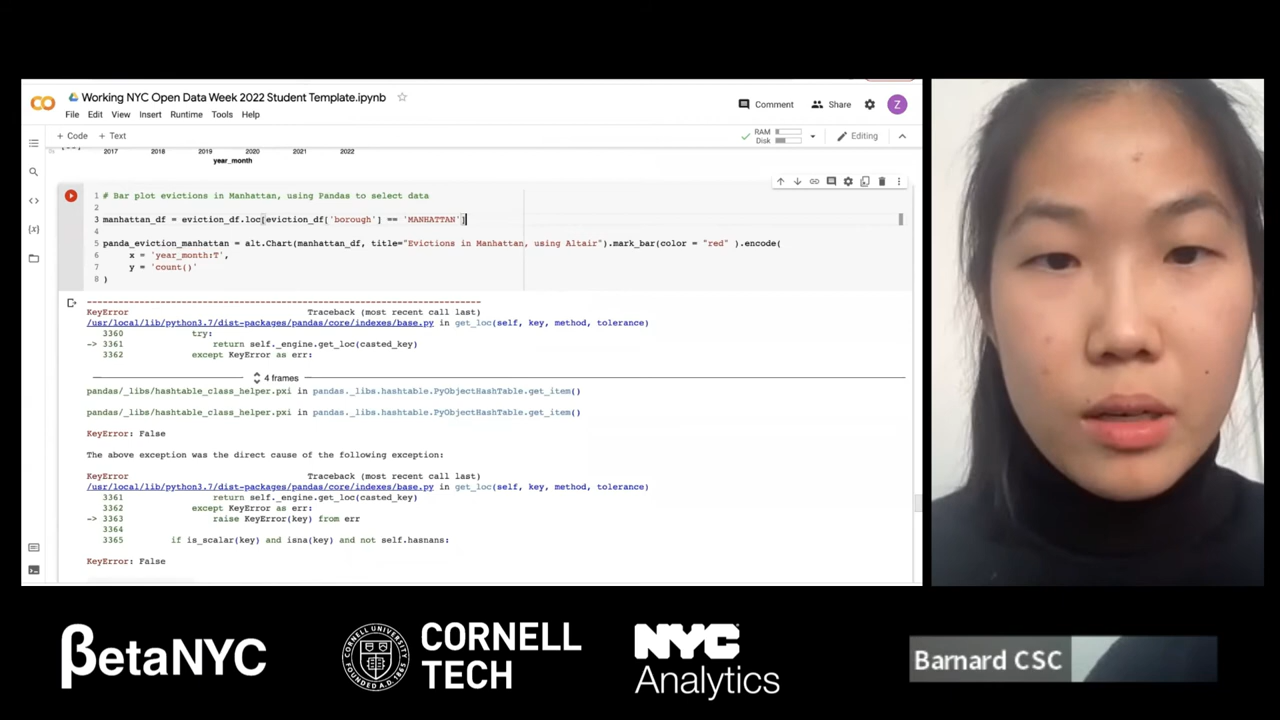 Working NYC Open Data Week 2022 Student Template.ipynb
Comment
Share
Z
File Edit View Insert Runtime Tools Help
+ Code + Text
RAM
Disk
Editing
2017 2018 2019 2020 2021 2022
year_month
1 # Bar plot evictions in Manhattan, using Pandas to select data
2
3 manhattan_df = eviction_df.loc[eviction_df['borough'] == 'MANHATTAN']
4
5 panda_eviction_manhattan = alt.Chart(manhattan_df, title="Evictions in Manhattan, using Altair").mark_bar(color = "red" ).encode(
6 x = 'year_month:T',
7 y = 'count()'
8 )
KeyError Traceback (most recent call last)
/usr/local/lib/python3.7/dist-packages/pandas/core/indexes/base.py in get_loc(self, key, method, tolerance)
3360 try:
-> 3361 return self._engine.get_loc(casted_key)
3362 except KeyError as err:
4 frames
pandas/_libs/hashtable_class_helper.pxi in pandas._libs.hashtable.PyObjectHashTable.get_item()
pandas/_libs/hashtable_class_helper.pxi in pandas._libs.hashtable.PyObjectHashTable.get_item()
KeyError: False
The above exception was the direct cause of the following exception:
KeyError Traceback (most recent call last)
/usr/local/lib/python3.7/dist-packages/pandas/core/indexes/base.py in get_loc(self, key, method, tolerance)
3361 return self._engine.get_loc(casted_key)
3362 except KeyError as err:
-> 3363 raise KeyError(key) from err
3364
3365 if is_scalar(key) and isna(key) and not self.hasnans:
KeyError: False
βetaNYC
CORNELL
TECH
NYC
Analytics
Barnard CSC